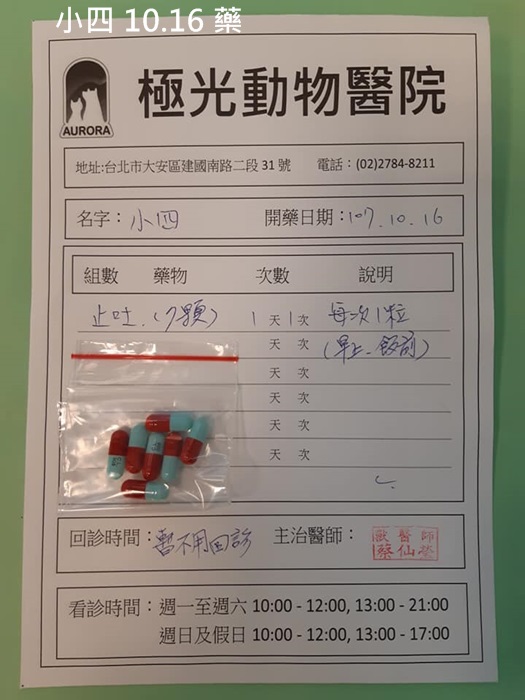 小四 10.16 藥
極光動物醫院
AURORA
地址:台北市大安區建國南路二段 31 號 電話：(02)2784-8211
名字： 小四 開藥日期： 107.10.16
組數 藥物 次數 說明
止吐.(7顆) 1 天 1 次 每次1粒
天 次 (早上.飯前)
天 次
天 次
天 次
天 次
回診時間： 暫不用回診 主治醫師：
獸醫師
蔡仙
看診時間：週一至週六 10:00 - 12:00, 13:00 - 21:00
週日及假日 10:00 - 12:00, 13:00 - 17:00